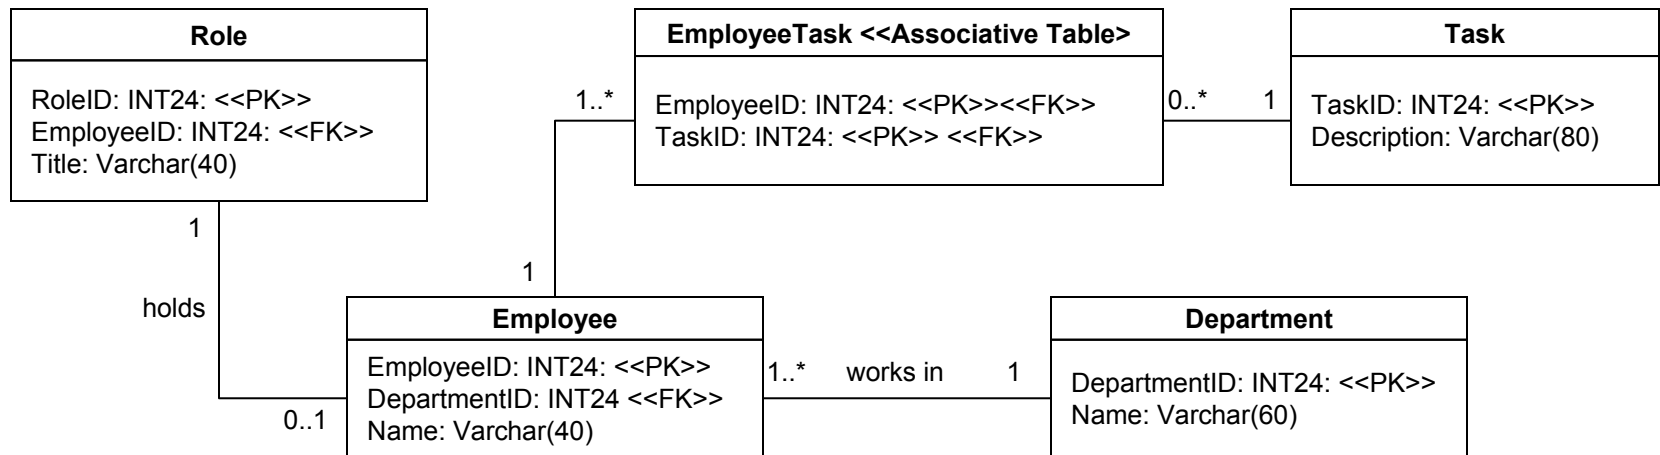 Role
RoleID: INT24: <<PK>>
EmployeeID: INT24: <<FK>>
Title: Varchar(40)
EmployeeTask <<Associative Table>
EmployeeID: INT24: <<PK>><<FK>>
TaskID: INT24: <<PK>> <<FK>>
Task
TaskID: INT24: <<PK>>
Description: Varchar(80)
1..*
0..*
1
1
holds
0..1
1
Employee
EmployeeID: INT24: <<PK>>
DepartmentID: INT24 <<FK>>
Name: Varchar(40)
1..*
works in
1
Department
DepartmentID: INT24: <<PK>>
Name: Varchar(60)